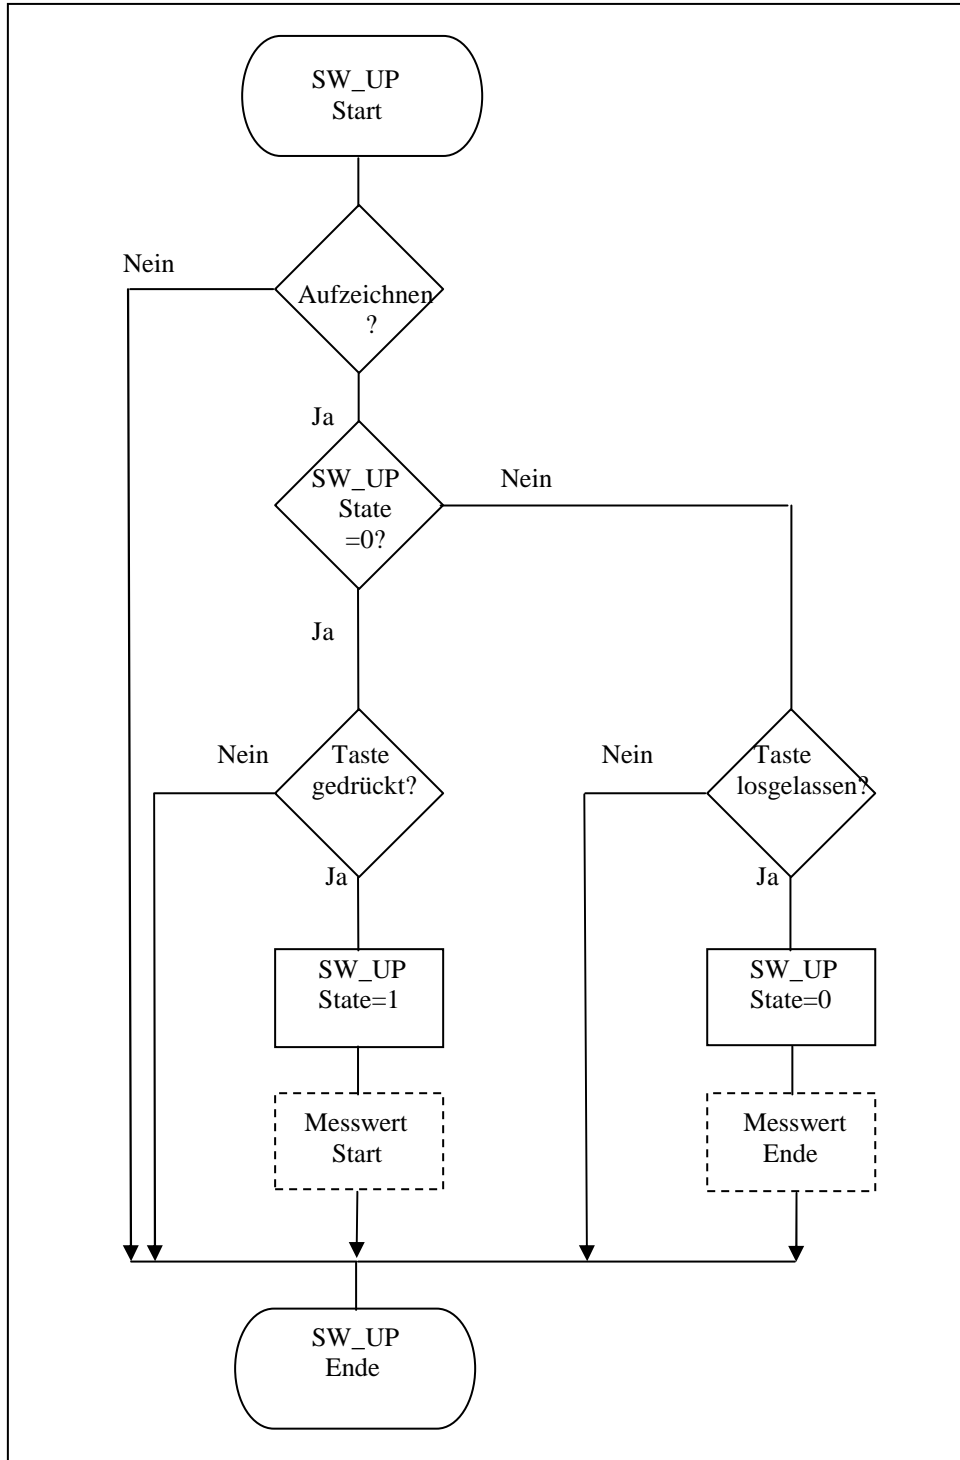 SW_UP
Start
Nein
Aufzeichnen
?
Ja
SW_UP
State
=0?
Nein
Ja
Nein
Taste
gedrückt?
Nein
Taste
losgelassen?
Ja
Ja
SW_UP
State=1
SW_UP
State=0
Messwert
Start
Messwert
Ende
SW_UP
Ende